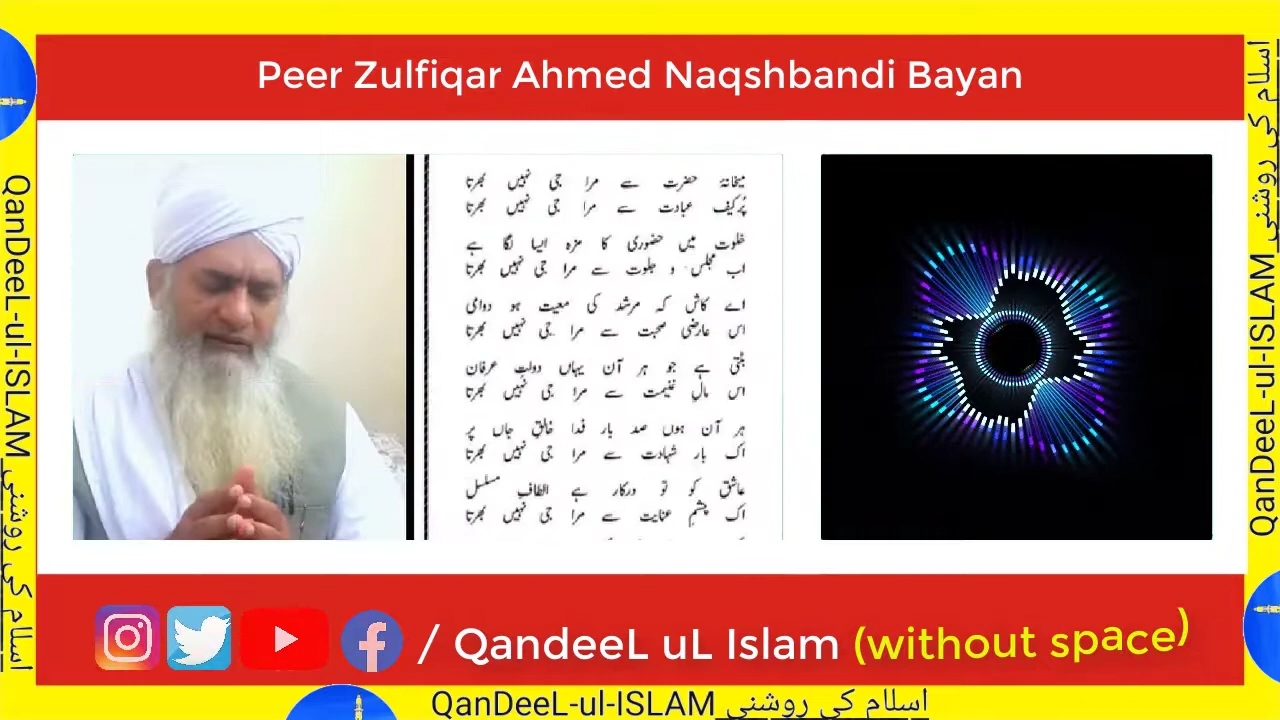 Peer Zulfiqar Ahmed Naqshbandi Bayan
میخانۂ حضرت سے مرا جی نہیں بھرتا
پُرکیف عبادت سے مرا جی نہیں بھرتا
خلوت میں حضوری کا مزہ ایسا لگا ہے
اب مجلس و جلوت سے مرا جی نہیں بھرتا
اے کاش کہ مرشد کی معیت ہو دوامی
اس عارضی صحبت سے مرا جی نہیں بھرتا
بٹتی ہے جو ہر آن یہاں دولتِ عرفان
اس مالِ غنیمت سے مرا جی نہیں بھرتا
ہر آن ہوں صد بار فدا خالقِ جاں پر
اک بار شہادت سے مرا جی نہیں بھرتا
عاشق کو تو درکار ہے الطافِ مسلسل
اک چشمِ عنایت سے مرا جی نہیں بھرتا
/ QandeeL uL Islam (without space)
QanDeeL-ul-ISLAM اسلام کی روشنی
QanDeeL-ul-ISLAM اسلام کی روشنی
QanDeeL-ul-ISLAM اسلام کی روشنی